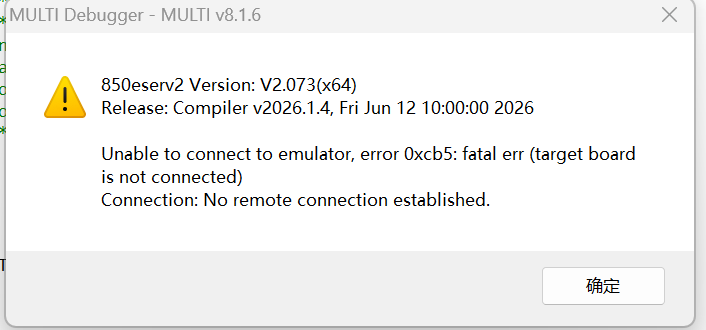 MULTI Debugger - MULTI v8.1.6
850eserv2 Version: V2.073(x64)
Release: Compiler v2026.1.4, Fri Jun 12 10:00:00 2026
Unable to connect to emulator, error 0xcb5: fatal err (target board
is not connected)
Connection: No remote connection established.
确定